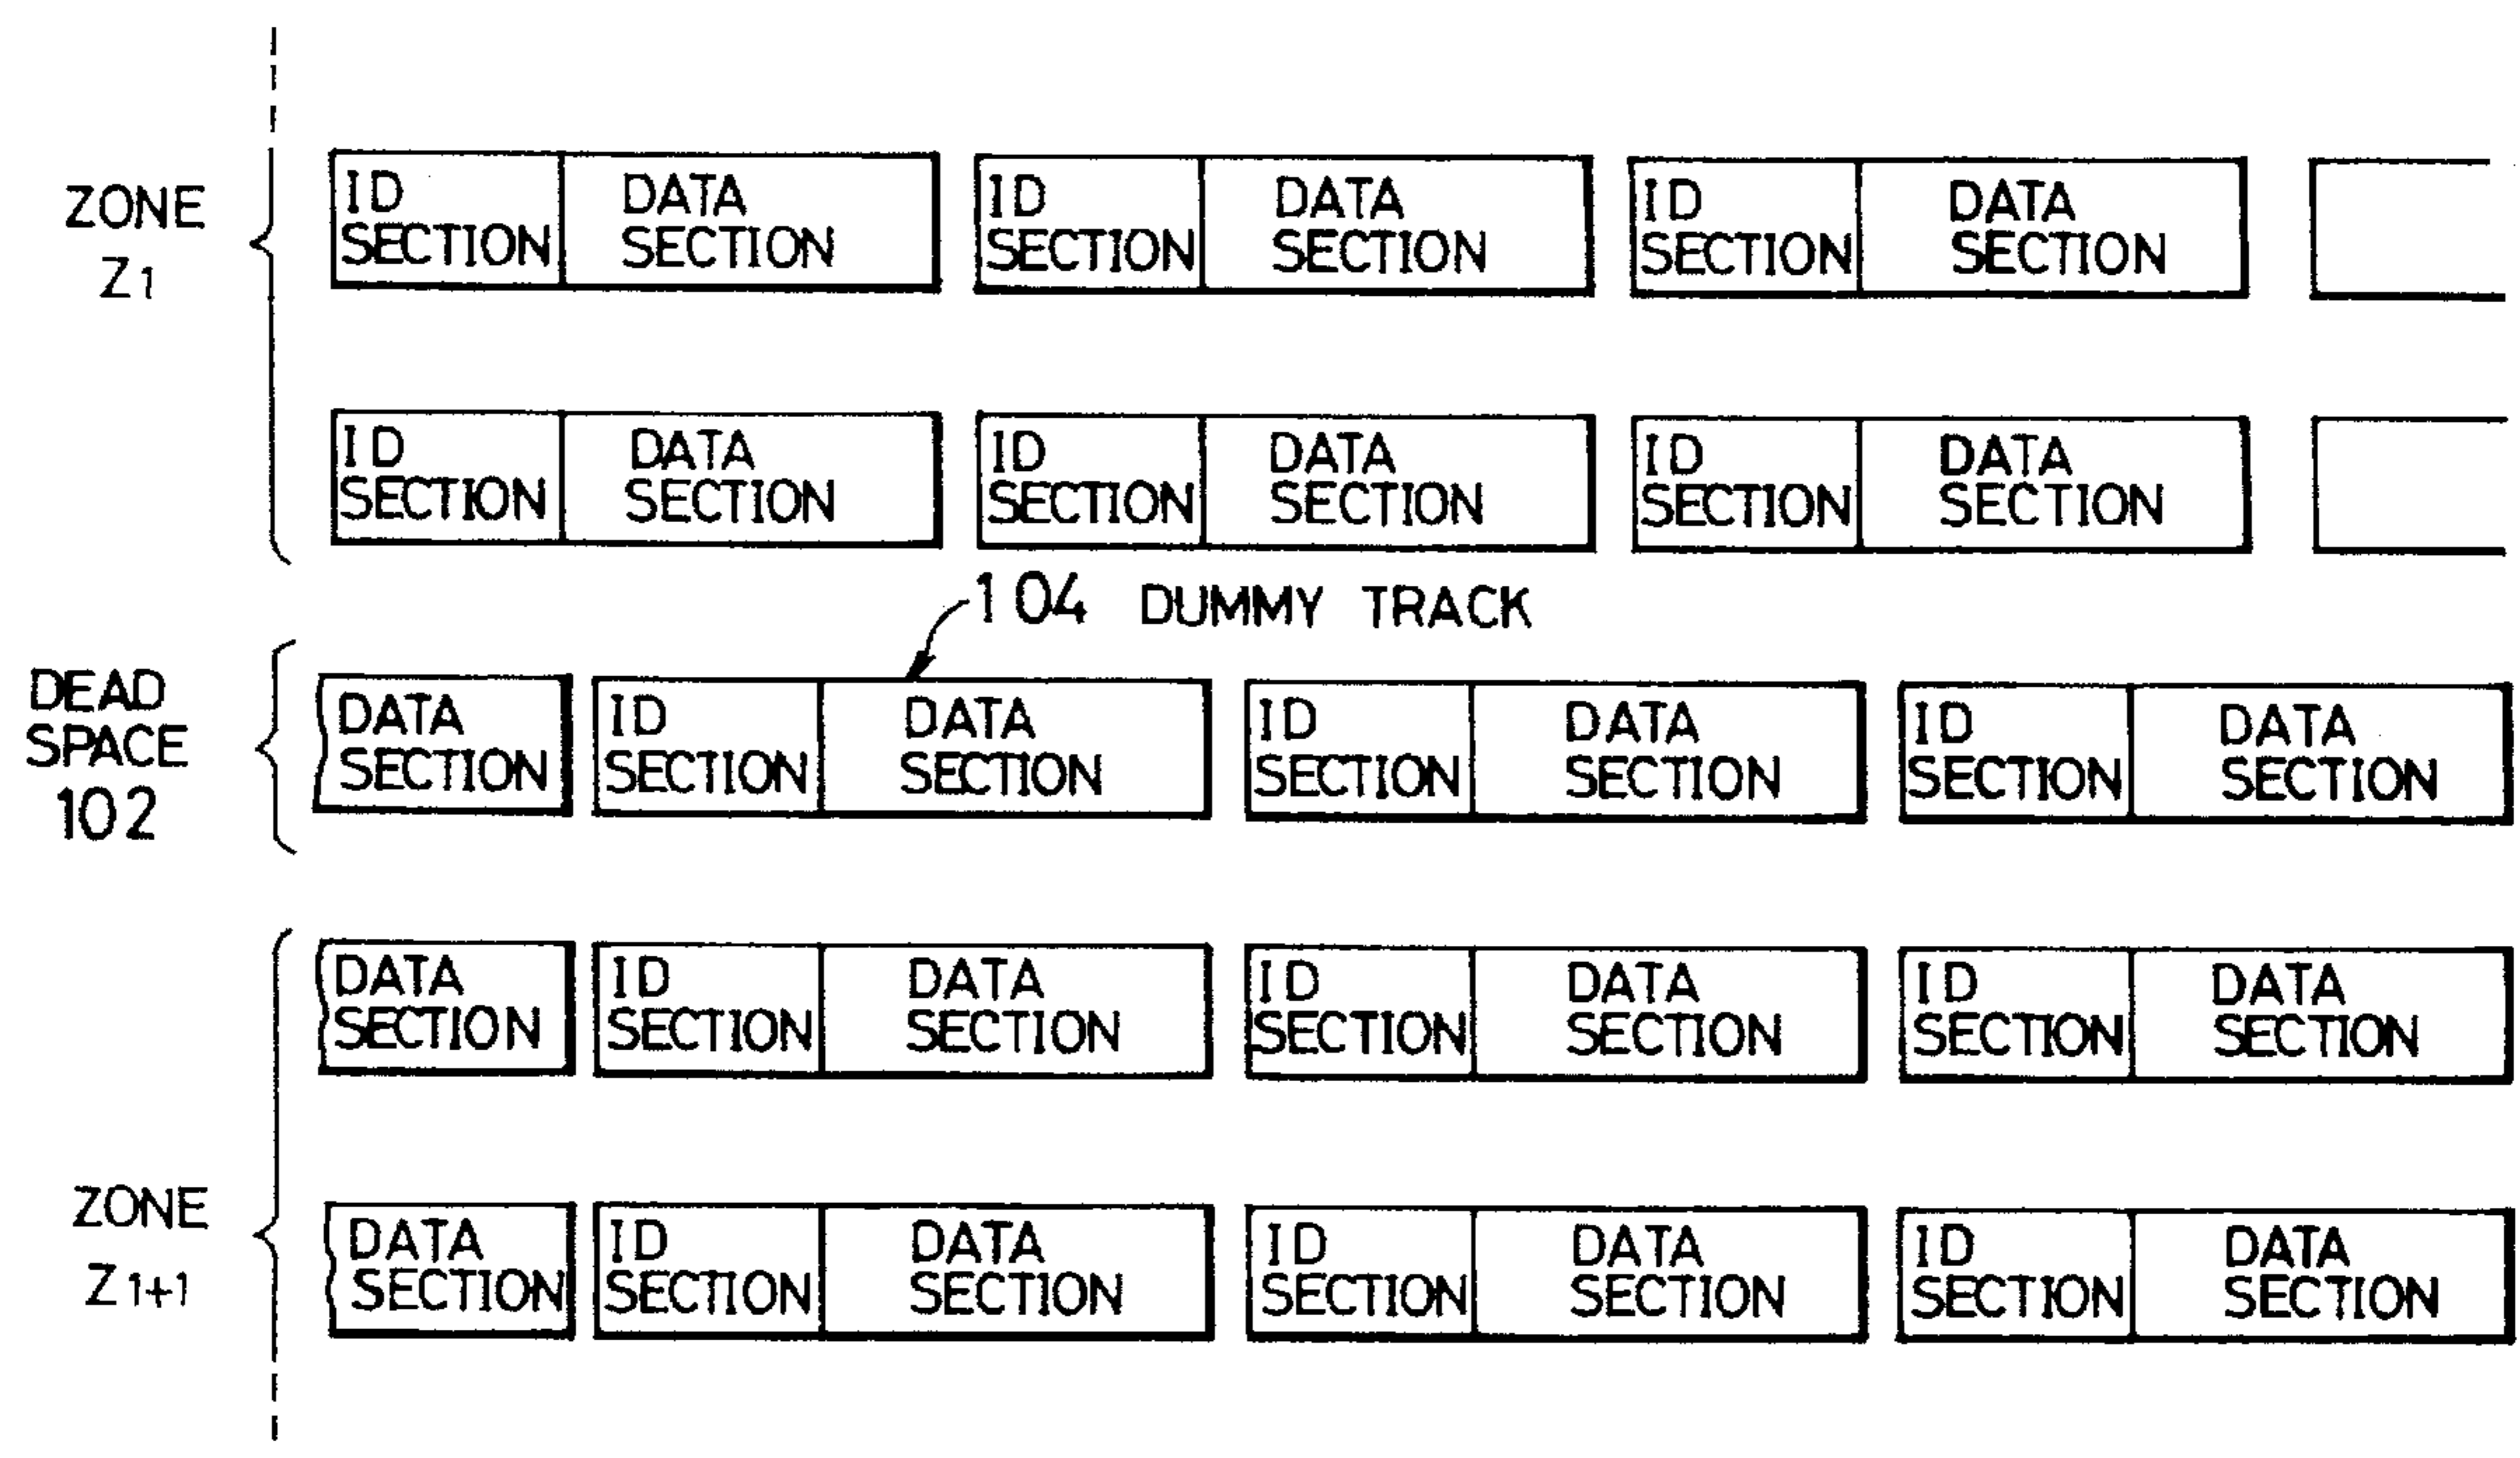 ZONE
Z1
ID
SECTION
DATA
SECTION
ID
SECTION
DATA
SECTION
ID
SECTION
DATA
SECTION
ID
SECTION
DATA
SECTION
ID
SECTION
DATA
SECTION
ID
SECTION
DATA
SECTION
104 DUMMY TRACK
DEAD
SPACE
102
DATA
SECTION
ID
SECTION
DATA
SECTION
ID
SECTION
DATA
SECTION
ID
SECTION
DATA
SECTION
DATA
SECTION
ID
SECTION
DATA
SECTION
ID
SECTION
DATA
SECTION
ID
SECTION
DATA
SECTION
ZONE
Z1+1
DATA
SECTION
ID
SECTION
DATA
SECTION
ID
SECTION
DATA
SECTION
ID
SECTION
DATA
SECTION